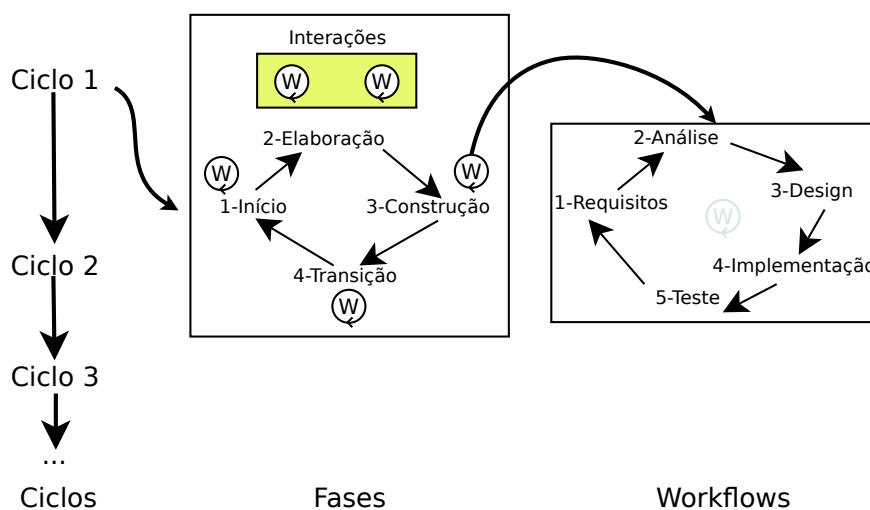 Ciclo 1
Ciclo 2
Ciclo 3
...
Ciclos
Interações
W
W
2-Elaboração
W
W
1-Início
3-Construção
4-Transição
W
Fases
2-Análise
3-Design
1-Requisitos
W
4-Implementação
5-Teste
Workflows